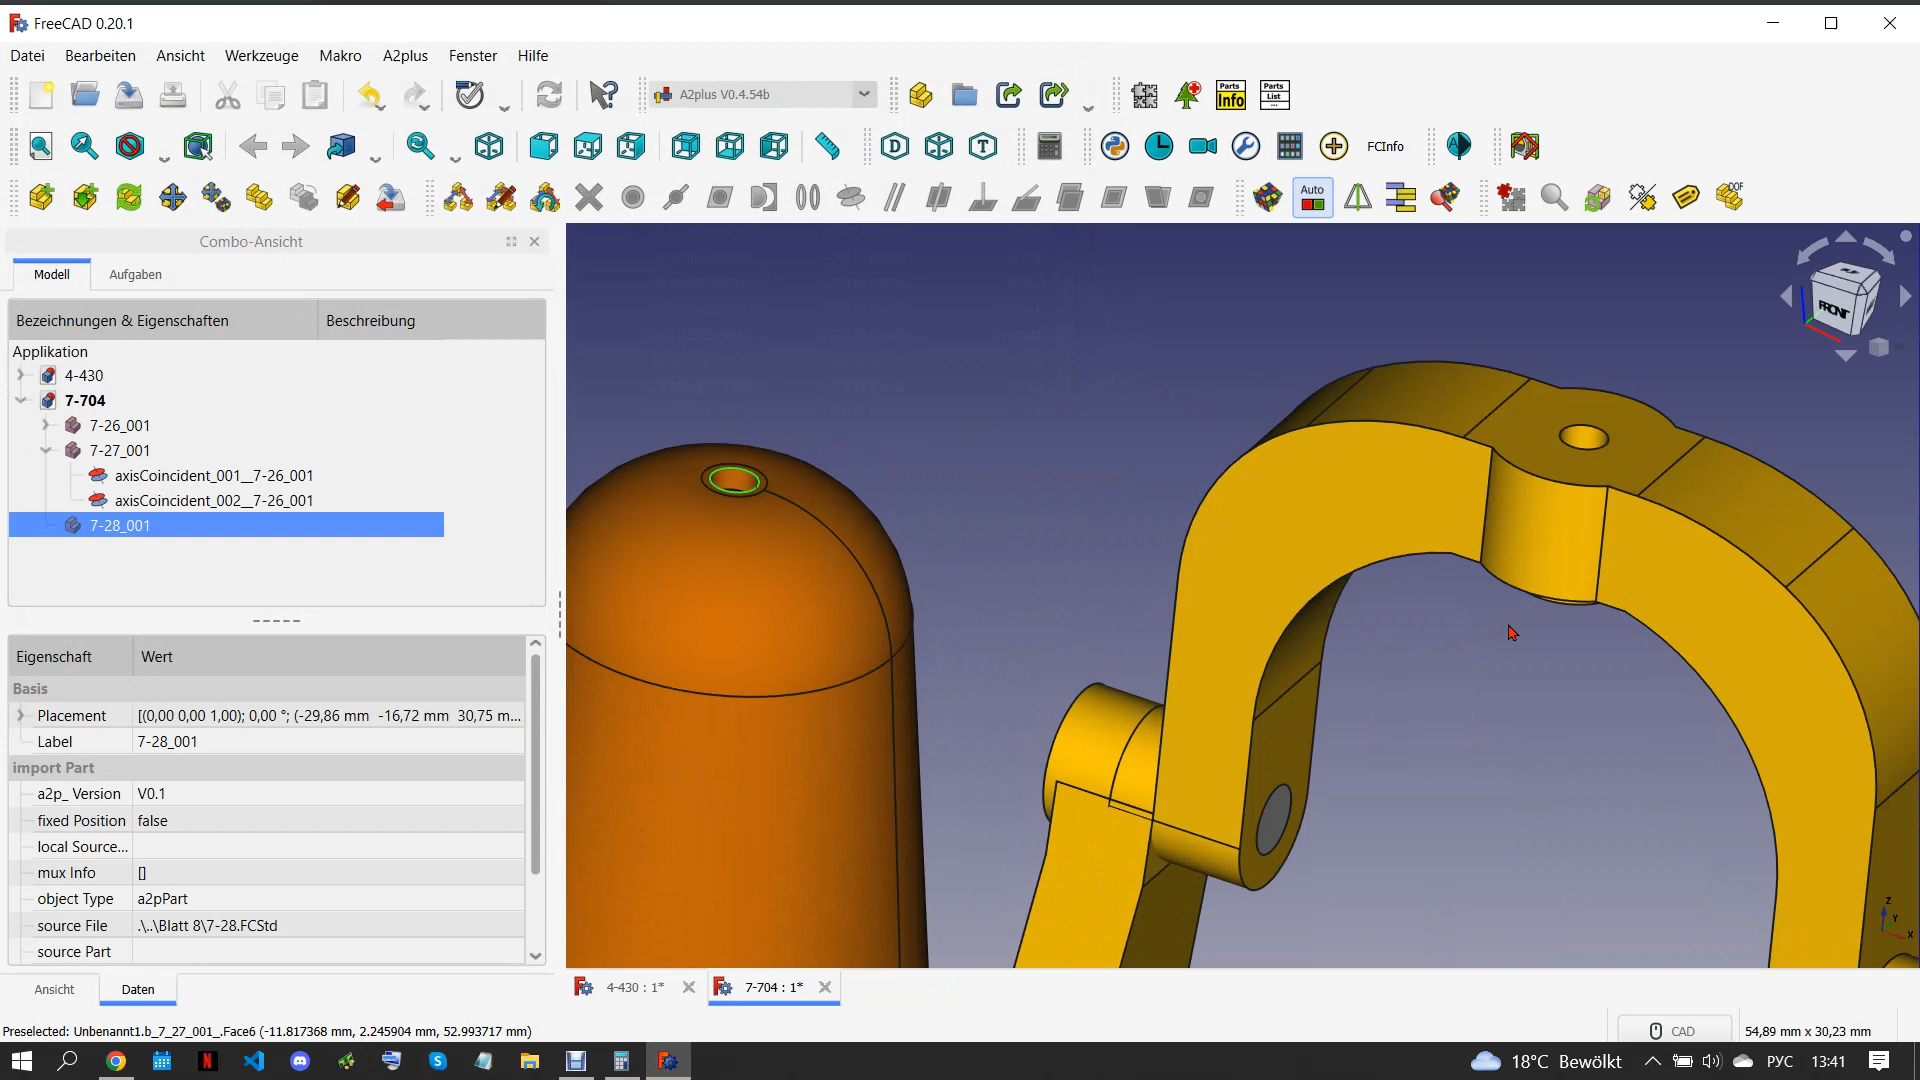 FreeCAD 0.20.1
Datei Bearbeiten Ansicht Werkzeuge Makro A2plus Fenster Hilfe
A2plus V0.4.54b
Parts Info
Parts List
D
T
FCInfo
Auto
DOF
Combo-Ansicht
Modell Aufgaben
Bezeichnungen & Eigenschaften Beschreibung
Applikation
4-430
7-704
7-26_001
7-27_001
axisCoincident_001__7-26_001
axisCoincident_002__7-26_001
7-28_001
Eigenschaft Wert
Basis
Placement [(0,00 0,00 1,00); 0,00 °; (-29,86 mm -16,72 mm 30,75 m...
Label 7-28_001
import Part
a2p_ Version V0.1
fixed Position false
local Source...
mux Info []
object Type a2pPart
source File .\..\Blatt 8\7-28.FCStd
source Part
Ansicht Daten
FRONT
Z
Y
X
4-430 : 1*
7-704 : 1*
Preselected: Unbenannt1.b_7_27_001_.Face6 (-11.817368 mm, 2.245904 mm, 52.993717 mm)
CAD
54,89 mm x 30,23 mm
18°C Bewölkt
РУС
13:41